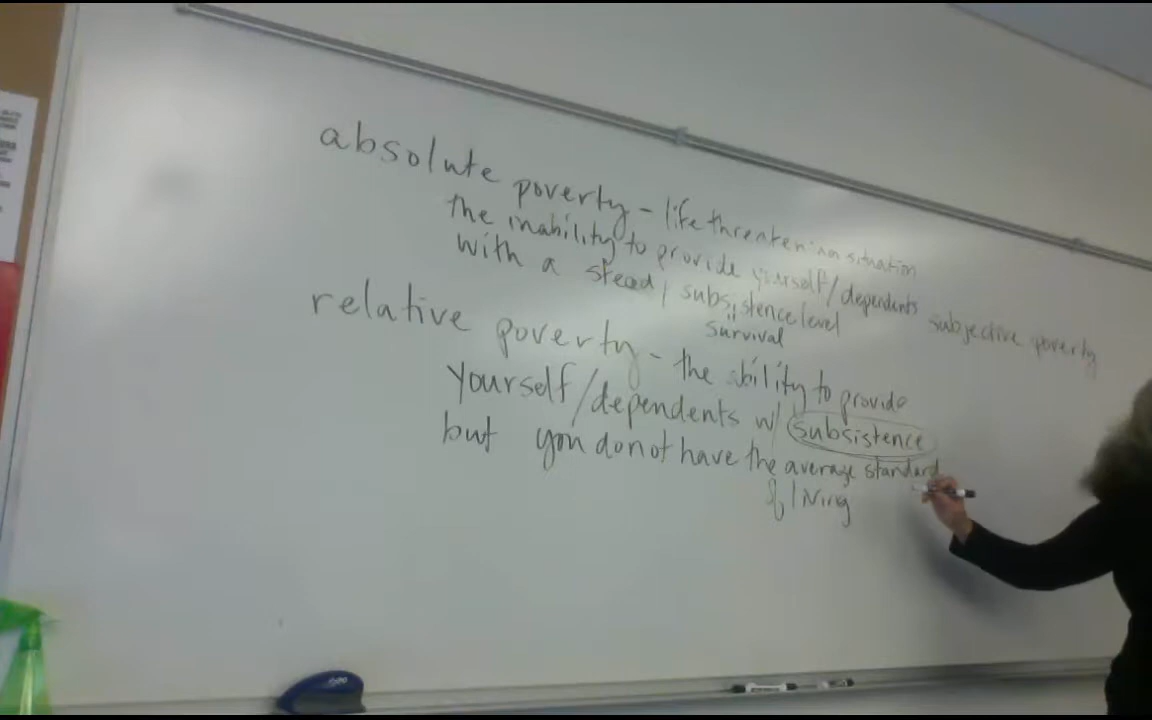 absolute poverty - life threatening situation
the inability to provide yourself/dependents
with a steady subsistence level
survival
subjective poverty
relative poverty - the ability to provide
yourself/dependents w/ subsistence
but you do not have the average standard
of living